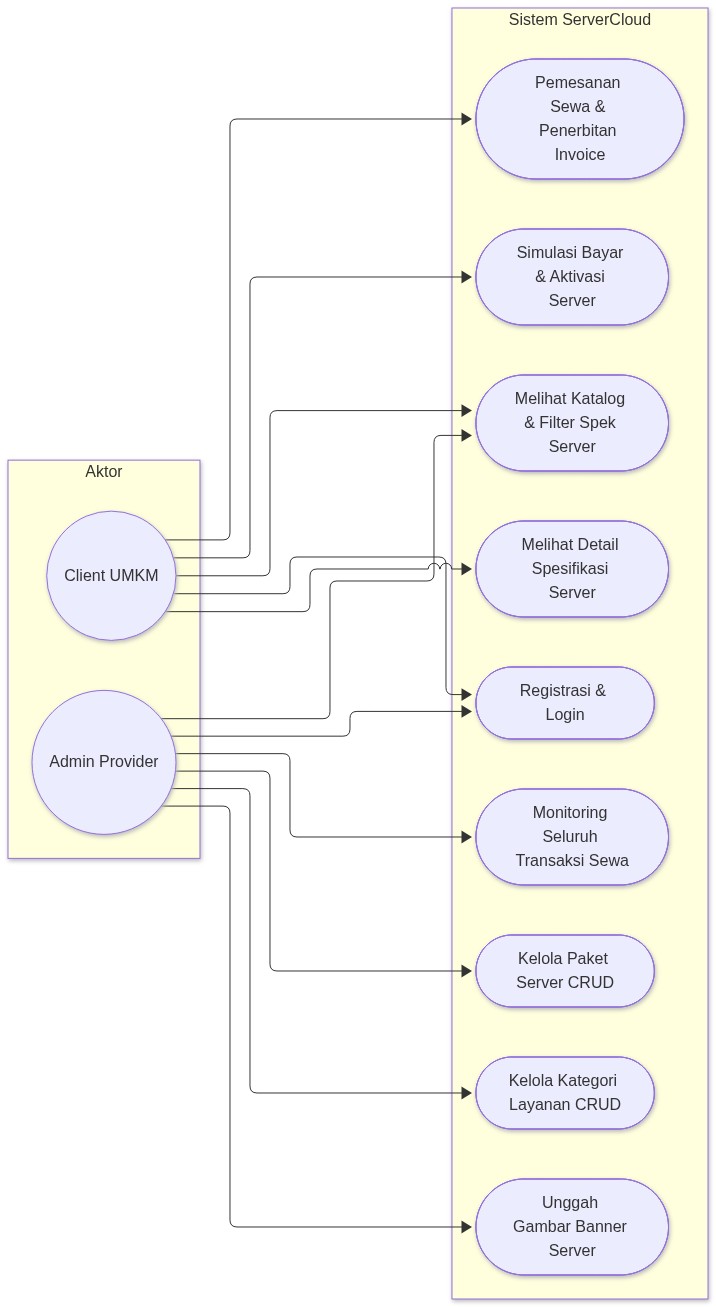 Sistem ServerCloud
Pemesanan
Sewa &
Penerbitan
Invoice
Simulasi Bayar
& Aktivasi
Server
Melihat Katalog
& Filter Spek
Server
Aktor
Client UMKM
Melihat Detail
Spesifikasi
Server
Registrasi &
Login
Admin Provider
Monitoring
Seluruh
Transaksi Sewa
Kelola Paket
Server CRUD
Kelola Kategori
Layanan CRUD
Unggah
Gambar Banner
Server